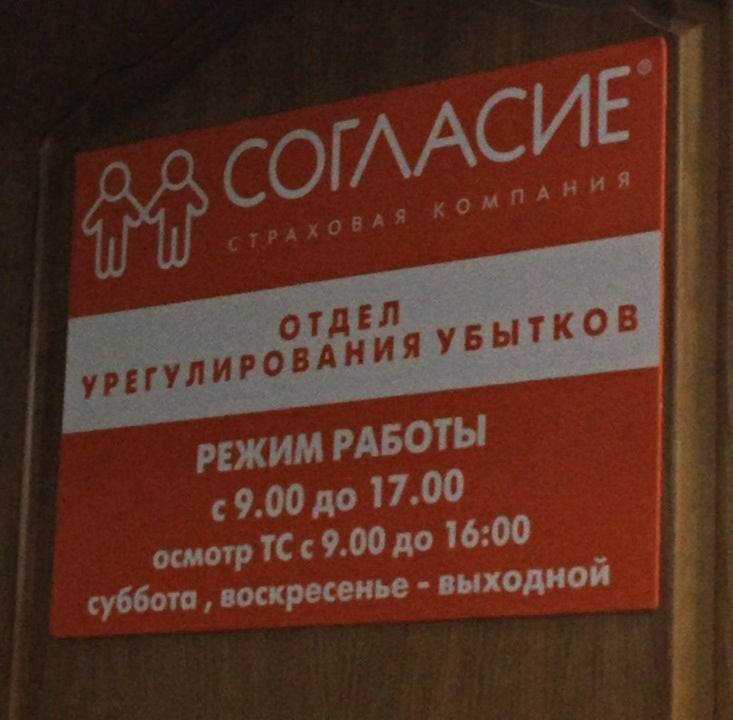 СОГЛАСИЕ®
СТРАХОВАЯ КОМПАНИЯ
ОТДЕЛ
УРЕГУЛИРОВАНИЯ УБЫТКОВ
РЕЖИМ РАБОТЫ
с 9.00 до 17.00
осмотр ТС с 9.00 до 16:00
суббота , воскресенье - выходной